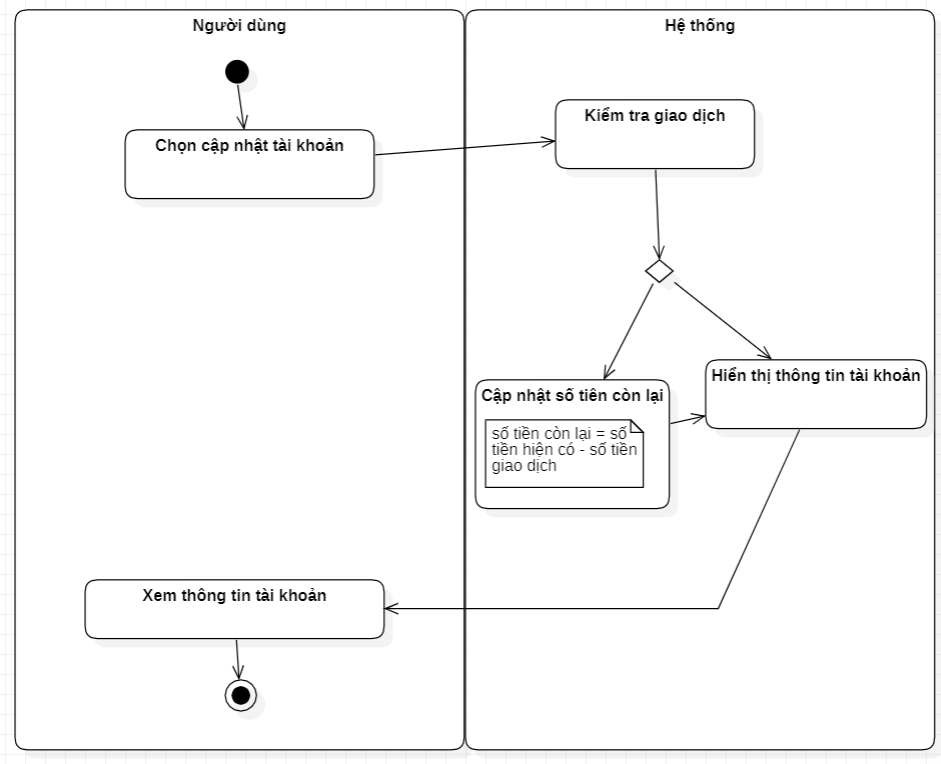 Người dùng
Hệ thống
Chọn cập nhật tài khoản
Kiểm tra giao dịch
Hiển thị thông tin tài khoản
Cập nhật số tiên còn lại
số tiền còn lại = số
tiền hiện có - số tiền
giao dịch
Xem thông tin tài khoản